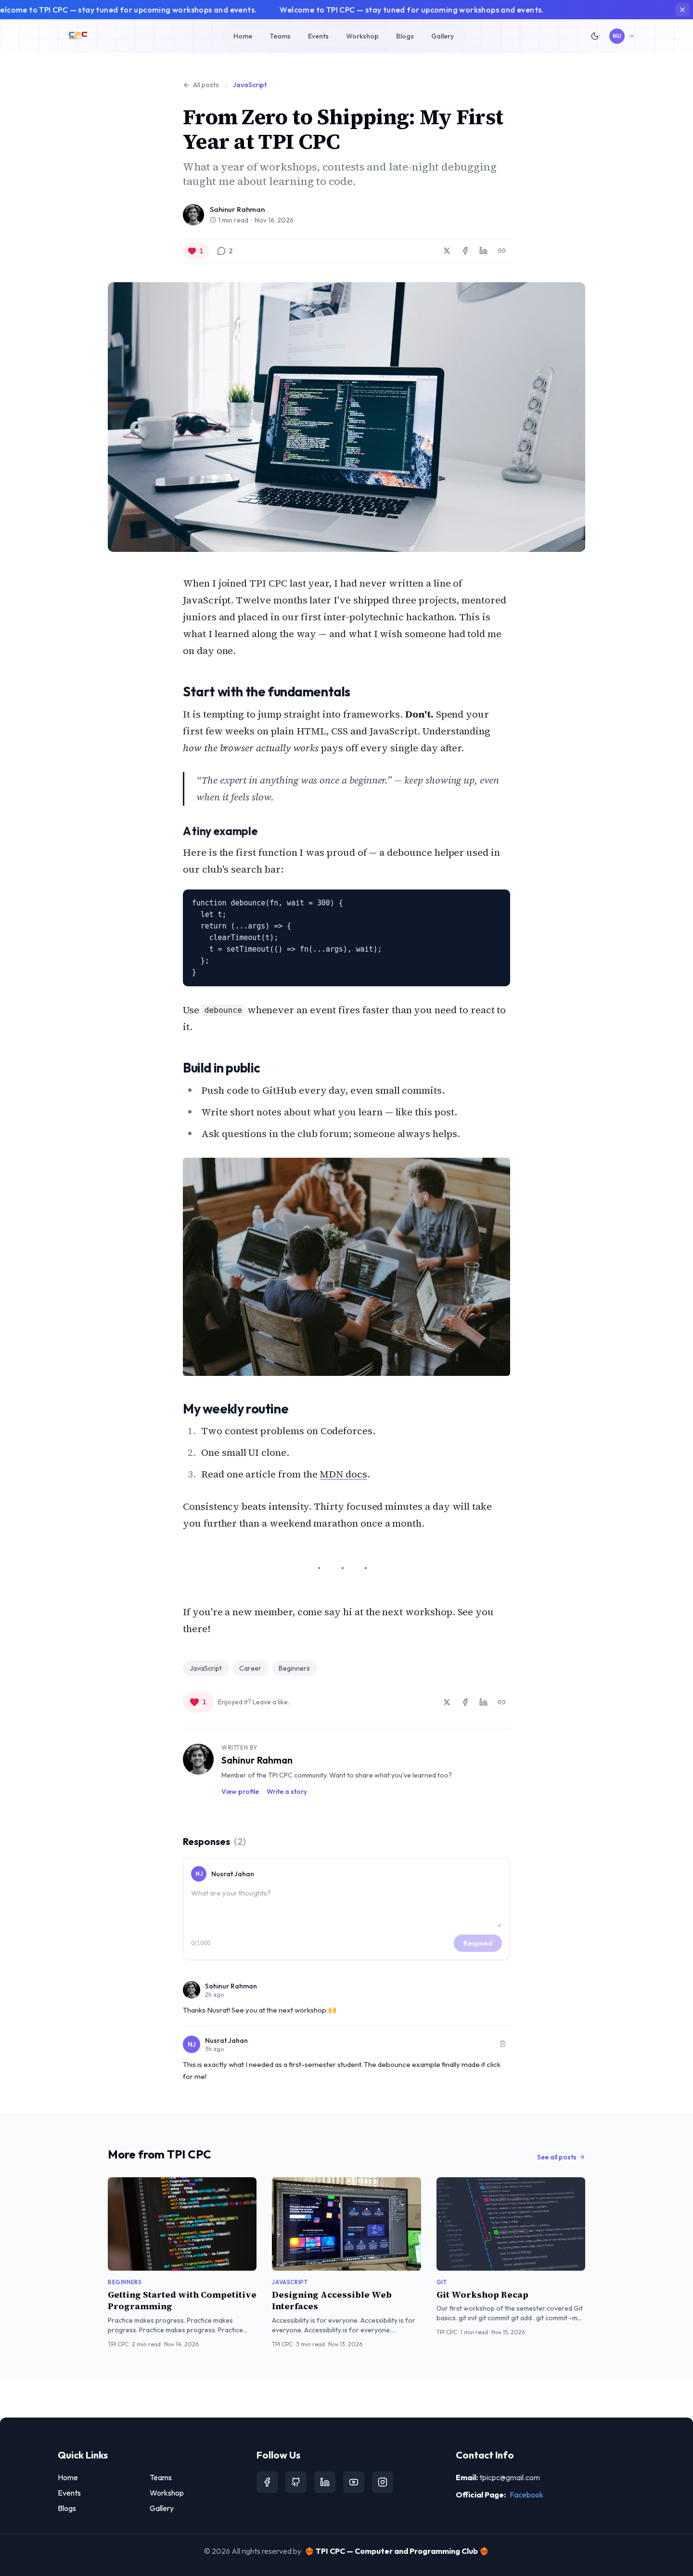 elcome to TPI CPC — stay tuned for upcoming workshops and events. Welcome to TPI CPC — stay tuned for upcoming workshops and events.
CPC
Home Teams Events Workshop Blogs Gallery
NU
All posts / JavaScript
From Zero to Shipping: My First
Year at TPI CPC
What a year of workshops, contests and late-night debugging
taught me about learning to code.
Sahinur Rahman
1 min read · Nov 16, 2026
1 2
When I joined TPI CPC last year, I had never written a line of
JavaScript. Twelve months later I've shipped three projects, mentored
juniors and placed in our first inter-polytechnic hackathon. This is
what I learned along the way — and what I wish someone had told me
on day one.
Start with the fundamentals
It is tempting to jump straight into frameworks. Don't. Spend your
first few weeks on plain HTML, CSS and JavaScript. Understanding
how the browser actually works pays off every single day after.
“The expert in anything was once a beginner.” — keep showing up, even
when it feels slow.
A tiny example
Here is the first function I was proud of — a debounce helper used in
our club's search bar:
function debounce(fn, wait = 300) {
let t;
return (...args) => {
clearTimeout(t);
t = setTimeout(() => fn(...args), wait);
};
}
Use debounce whenever an event fires faster than you need to react to
it.
Build in public
• Push code to GitHub every day, even small commits.
• Write short notes about what you learn — like this post.
• Ask questions in the club forum; someone always helps.
My weekly routine
1. Two contest problems on Codeforces.
2. One small UI clone.
3. Read one article from the MDN docs.
Consistency beats intensity. Thirty focused minutes a day will take
you further than a weekend marathon once a month.
· · ·
If you're a new member, come say hi at the next workshop. See you
there!
JavaScript Career Beginners
1 Enjoyed it? Leave a like.
WRITTEN BY
Sahinur Rahman
Member of the TPI CPC community. Want to share what you've learned too?
View profile Write a story
Responses (2)
NJ Nusrat Jahan
What are your thoughts?
0/1000 Respond
Sahinur Rahman
2h ago
Thanks Nusrat! See you at the next workshop 🙌
NJ Nusrat Jahan
3h ago
This is exactly what I needed as a first-semester student. The debounce example finally made it click
for me!
More from TPI CPC
See all posts →
BEGINNERS
Getting Started with Competitive
Programming
Practice makes progress. Practice makes
progress. Practice makes progress. Practice...
TPI CPC · 2 min read · Nov 14, 2026
JAVASCRIPT
Designing Accessible Web
Interfaces
Accessibility is for everyone. Accessibility is for
everyone. Accessibility is for everyone....
TPI CPC · 3 min read · Nov 13, 2026
GIT
Git Workshop Recap
Our first workshop of the semester covered Git
basics. git init git commit git add . git commit -m...
TPI CPC · 1 min read · Nov 15, 2026
Quick Links
Home Teams
Events Workshop
Blogs Gallery
Follow Us
Contact Info
Email: tpicpc@gmail.com
Official Page: Facebook
© 2026 All rights reserved by TPI CPC — Computer and Programming Club